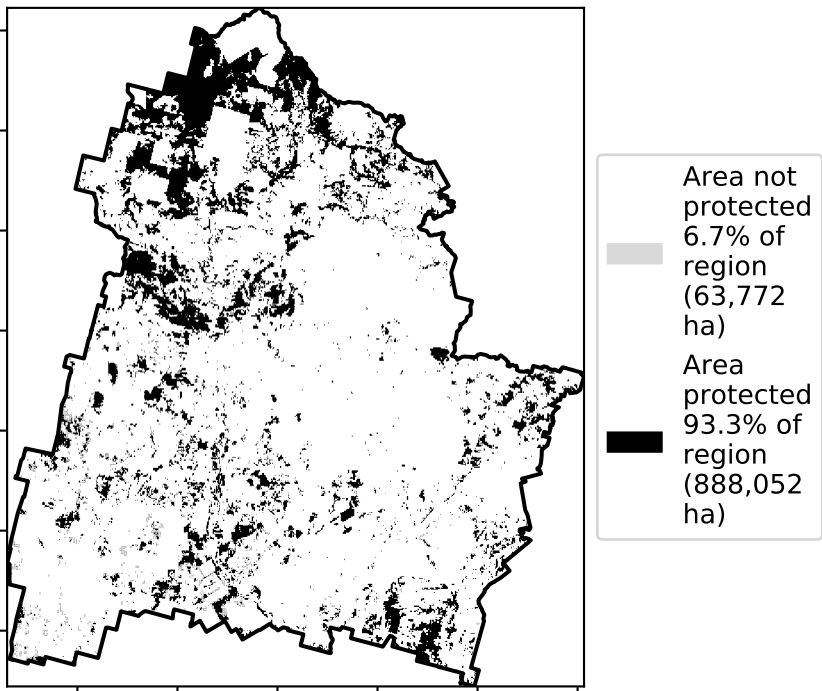 Area not
protected
6.7% of
region
(63,772
ha)
Area
protected
93.3% of
region
(888,052
ha)